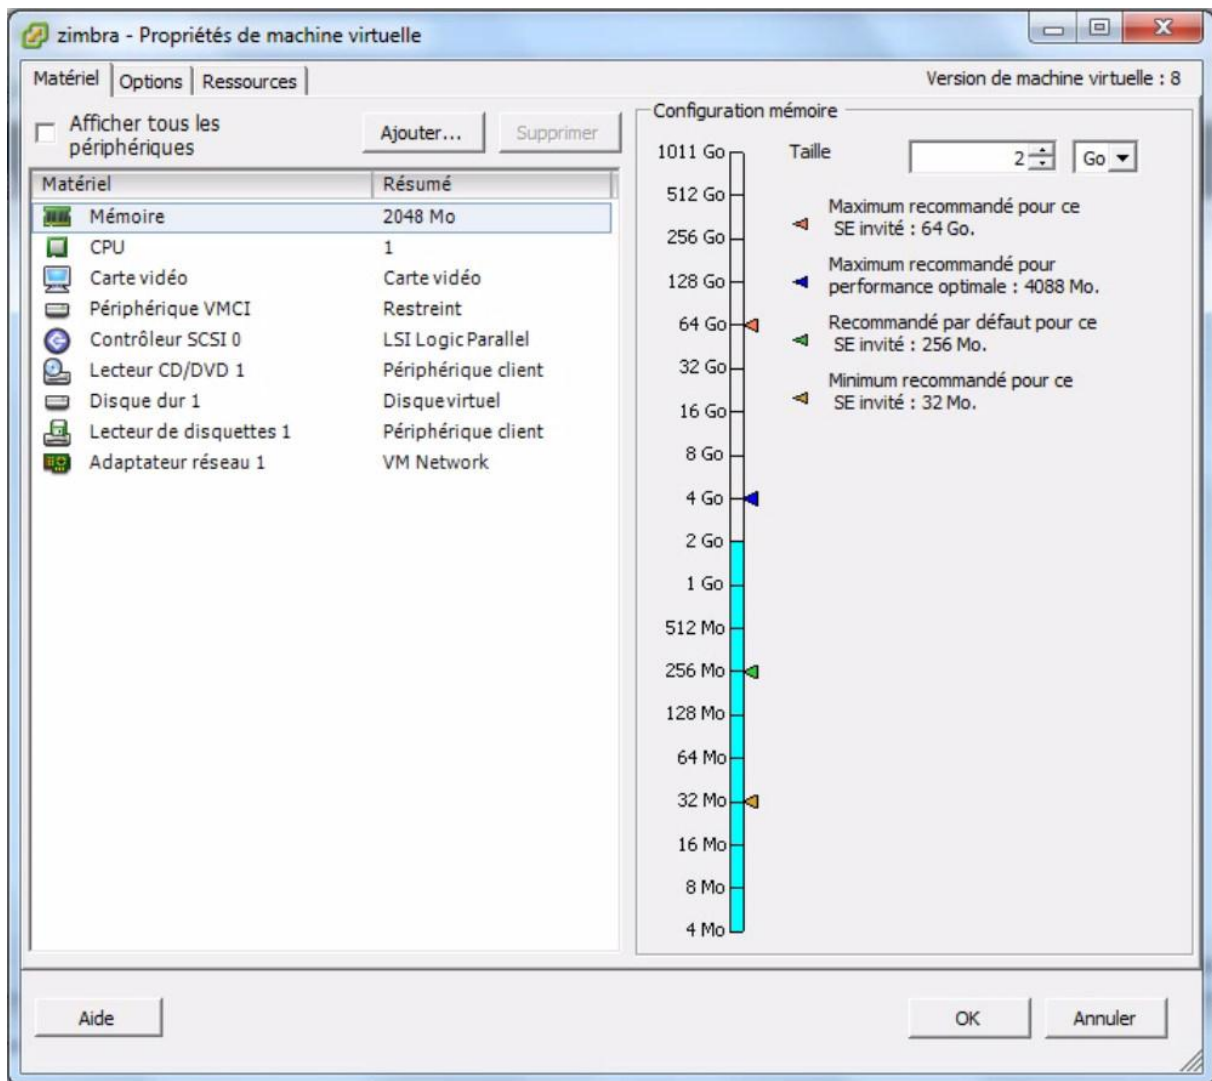 zimbra - Propriétés de machine virtuelle
Matériel Options Ressources Version de machine virtuelle : 8
Afficher tous les
périphériques
Ajouter... Supprimer
Matériel Résumé
Mémoire 2048 Mo
CPU 1
Carte vidéo Carte vidéo
Périphérique VMCI Restreint
Contrôleur SCSI 0 LSI Logic Parallel
Lecteur CD/DVD 1 Périphérique client
Disque dur 1 Disque virtuel
Lecteur de disquettes 1 Périphérique client
Adaptateur réseau 1 VM Network
Configuration mémoire
Taille 2 Go
1011 Go
512 Go
256 Go
128 Go
64 Go
32 Go
16 Go
8 Go
4 Go
2 Go
1 Go
512 Mo
256 Mo
128 Mo
64 Mo
32 Mo
16 Mo
8 Mo
4 Mo
Maximum recommandé pour ce
SE invité : 64 Go.
Maximum recommandé pour
performance optimale : 4088 Mo.
Recommandé par défaut pour ce
SE invité : 256 Mo.
Minimum recommandé pour ce
SE invité : 32 Mo.
Aide OK Annuler